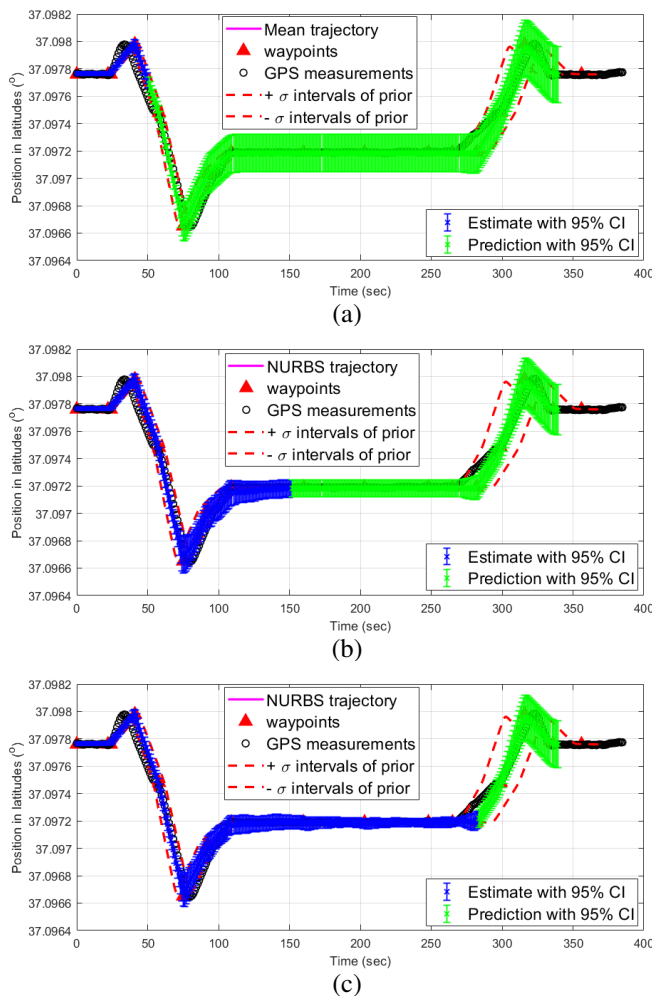 37.0982
37.098
37.0978
37.0976
37.0974
37.0972
37.097
37.0968
37.0966
37.0964
Position in latitudes (°)
Mean trajectory
waypoints
GPS measurements
+ σ intervals of prior
- σ intervals of prior
Estimate with 95% CI
Prediction with 95% CI
0 50 100 150 200 250 300 350 400
Time (sec)
(a)
37.0982
37.098
37.0978
37.0976
37.0974
37.0972
37.097
37.0968
37.0966
37.0964
Position in latitudes (°)
NURBS trajectory
waypoints
GPS measurements
+ σ intervals of prior
- σ intervals of prior
Estimate with 95% CI
Prediction with 95% CI
0 50 100 150 200 250 300 350 400
Time (sec)
(b)
37.0982
37.098
37.0978
37.0976
37.0974
37.0972
37.097
37.0968
37.0966
37.0964
Position in latitudes (°)
NURBS trajectory
waypoints
GPS measurements
+ σ intervals of prior
- σ intervals of prior
Estimate with 95% CI
Prediction with 95% CI
0 50 100 150 200 250 300 350 400
Time (sec)
(c)